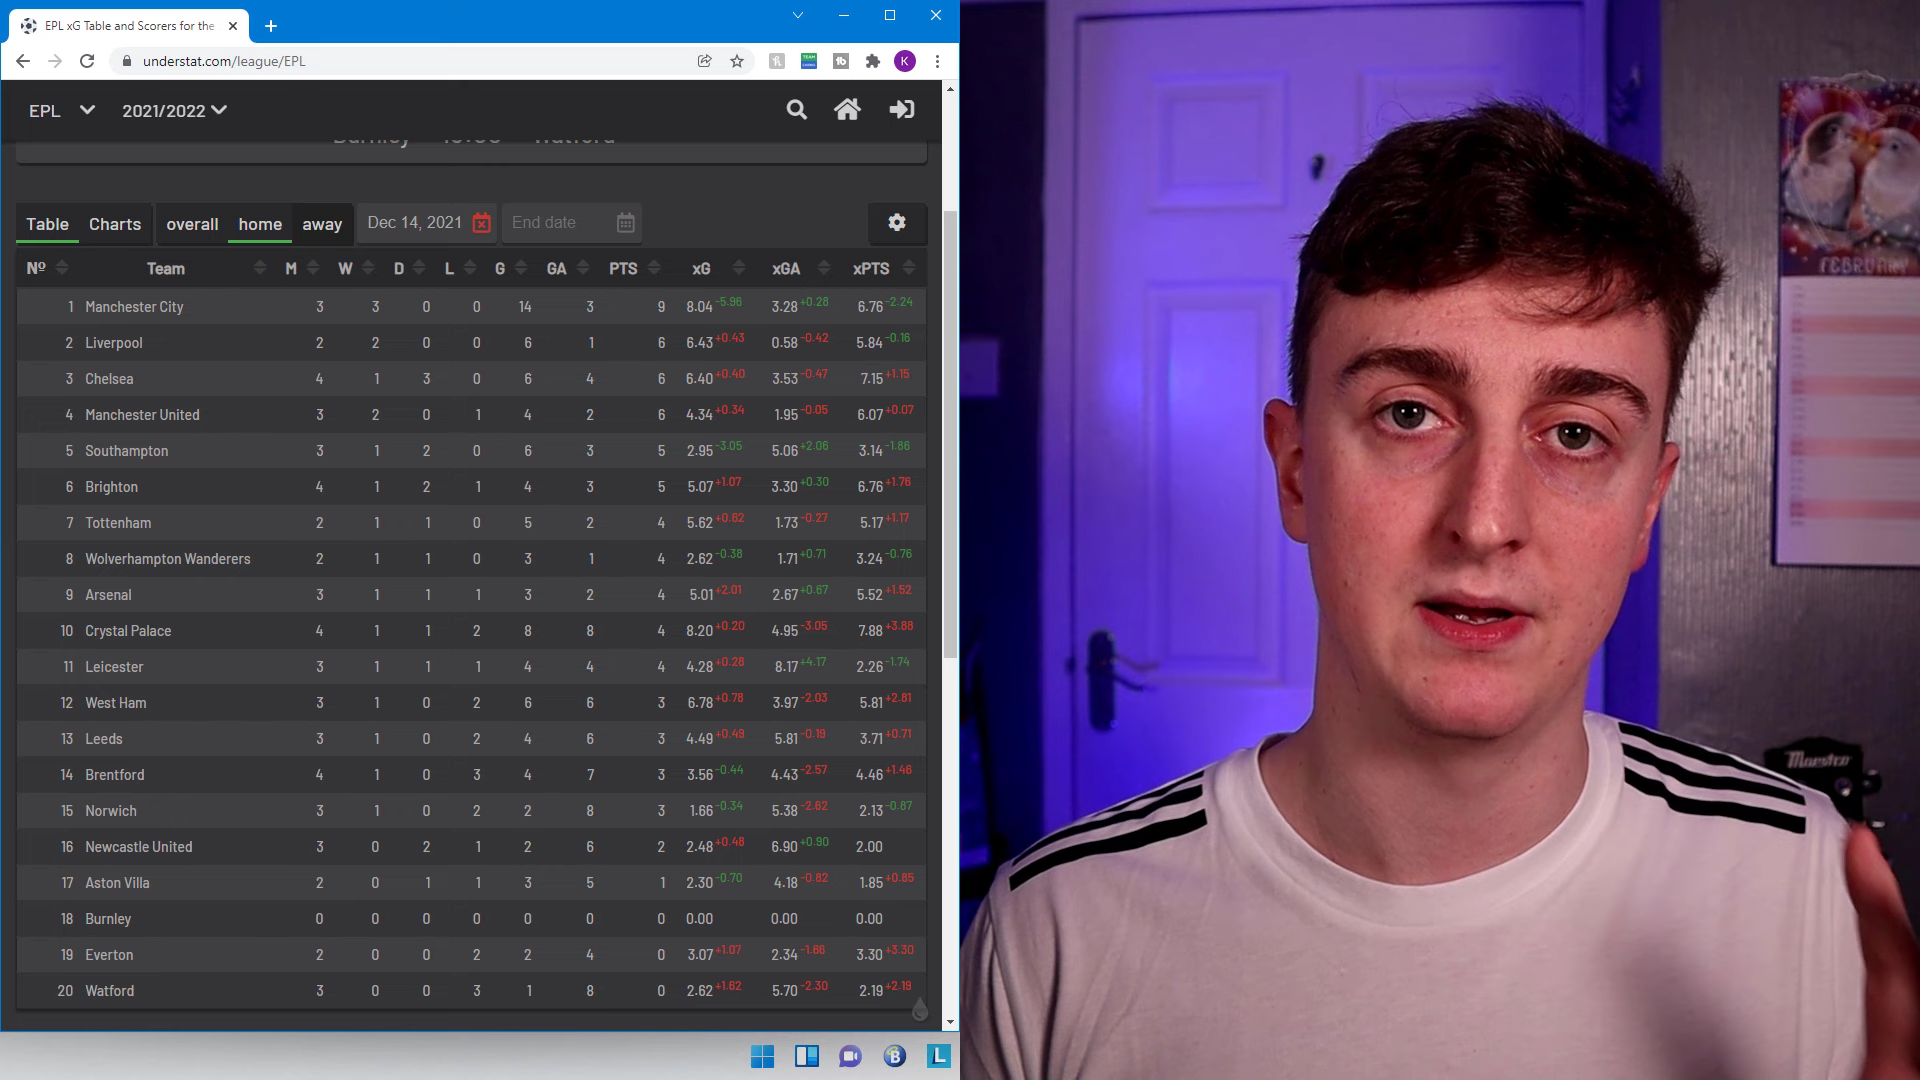 EPL xG Table and Scorers for the
understat.com/league/EPL
K
EPL 2021/2022
Burnley Watford
Table Charts overall home away Dec 14, 2021 End date
Nº Team M W D L G GA PTS xG xGA xPTS
1 Manchester City 3 3 0 0 14 3 9 8.04-5.96 3.28+0.28 6.76-2.24
2 Liverpool 2 2 0 0 6 1 6 6.43+0.43 0.58-0.42 5.84-0.16
3 Chelsea 4 1 3 0 6 4 6 6.40+0.40 3.53-0.47 7.15+1.15
4 Manchester United 3 2 0 1 4 2 6 4.34+0.34 1.95-0.05 6.07+0.07
5 Southampton 3 1 2 0 6 3 5 2.95-3.05 5.06+2.06 3.14-1.86
6 Brighton 4 1 2 1 4 3 5 5.07+1.07 3.30+0.30 6.76+1.76
7 Tottenham 2 1 1 0 5 2 4 5.62+0.62 1.73-0.27 5.17+1.17
8 Wolverhampton Wanderers 2 1 1 0 3 1 4 2.62-0.38 1.71+0.71 3.24-0.76
9 Arsenal 3 1 1 1 3 2 4 5.01+2.01 2.67+0.67 5.52+1.52
10 Crystal Palace 4 1 1 2 8 8 4 8.20+0.20 4.95-3.05 7.88+3.88
11 Leicester 3 1 1 1 4 4 4 4.28+0.28 8.17+4.17 2.26-1.74
12 West Ham 3 1 0 2 6 6 3 6.78+0.78 3.97-2.03 5.81+2.81
13 Leeds 3 1 0 2 4 6 3 4.49+0.49 5.81-0.19 3.71+0.71
14 Brentford 4 1 0 3 4 7 3 3.56-0.44 4.43-2.57 4.46+1.46
15 Norwich 3 1 0 2 2 8 3 1.66-0.34 5.38-2.62 2.13-0.87
16 Newcastle United 3 0 2 1 2 6 2 2.48+0.48 6.90+0.90 2.00
17 Aston Villa 2 0 1 1 3 5 1 2.30-0.70 4.18-0.82 1.85+0.85
18 Burnley 0 0 0 0 0 0 0 0.00 0.00 0.00
19 Everton 2 0 0 2 2 4 0 3.07+1.07 2.34-1.66 3.30+3.30
20 Watford 3 0 0 3 1 8 0 2.62+1.62 5.70-2.30 2.19+2.19
B L
FEBRUARY
Maestro